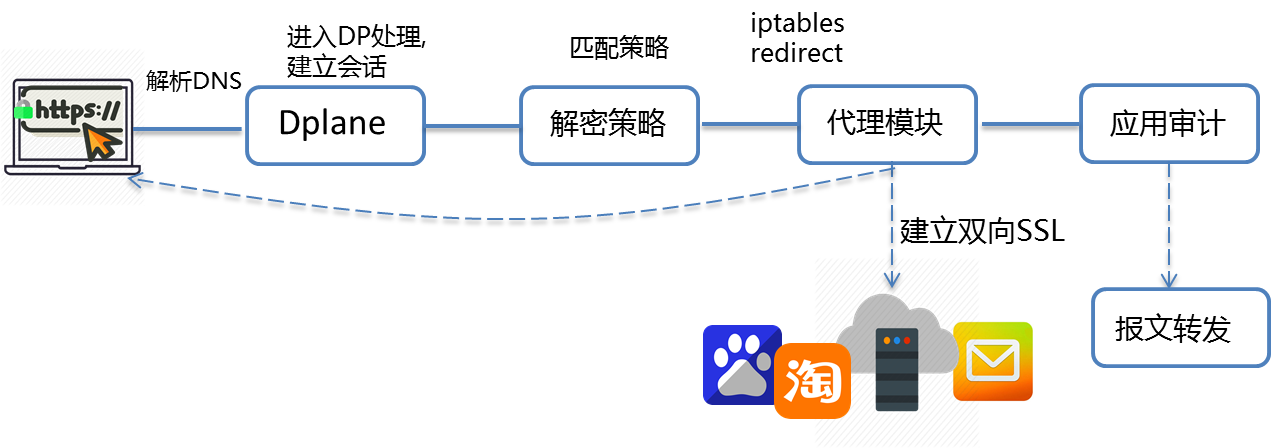 iptables
redirect
进入DP处理,
建立会话
匹配策略
解析DNS
https://
Dplane
解密策略
代理模块
应用审计
建立双向SSL
报文转发
淘